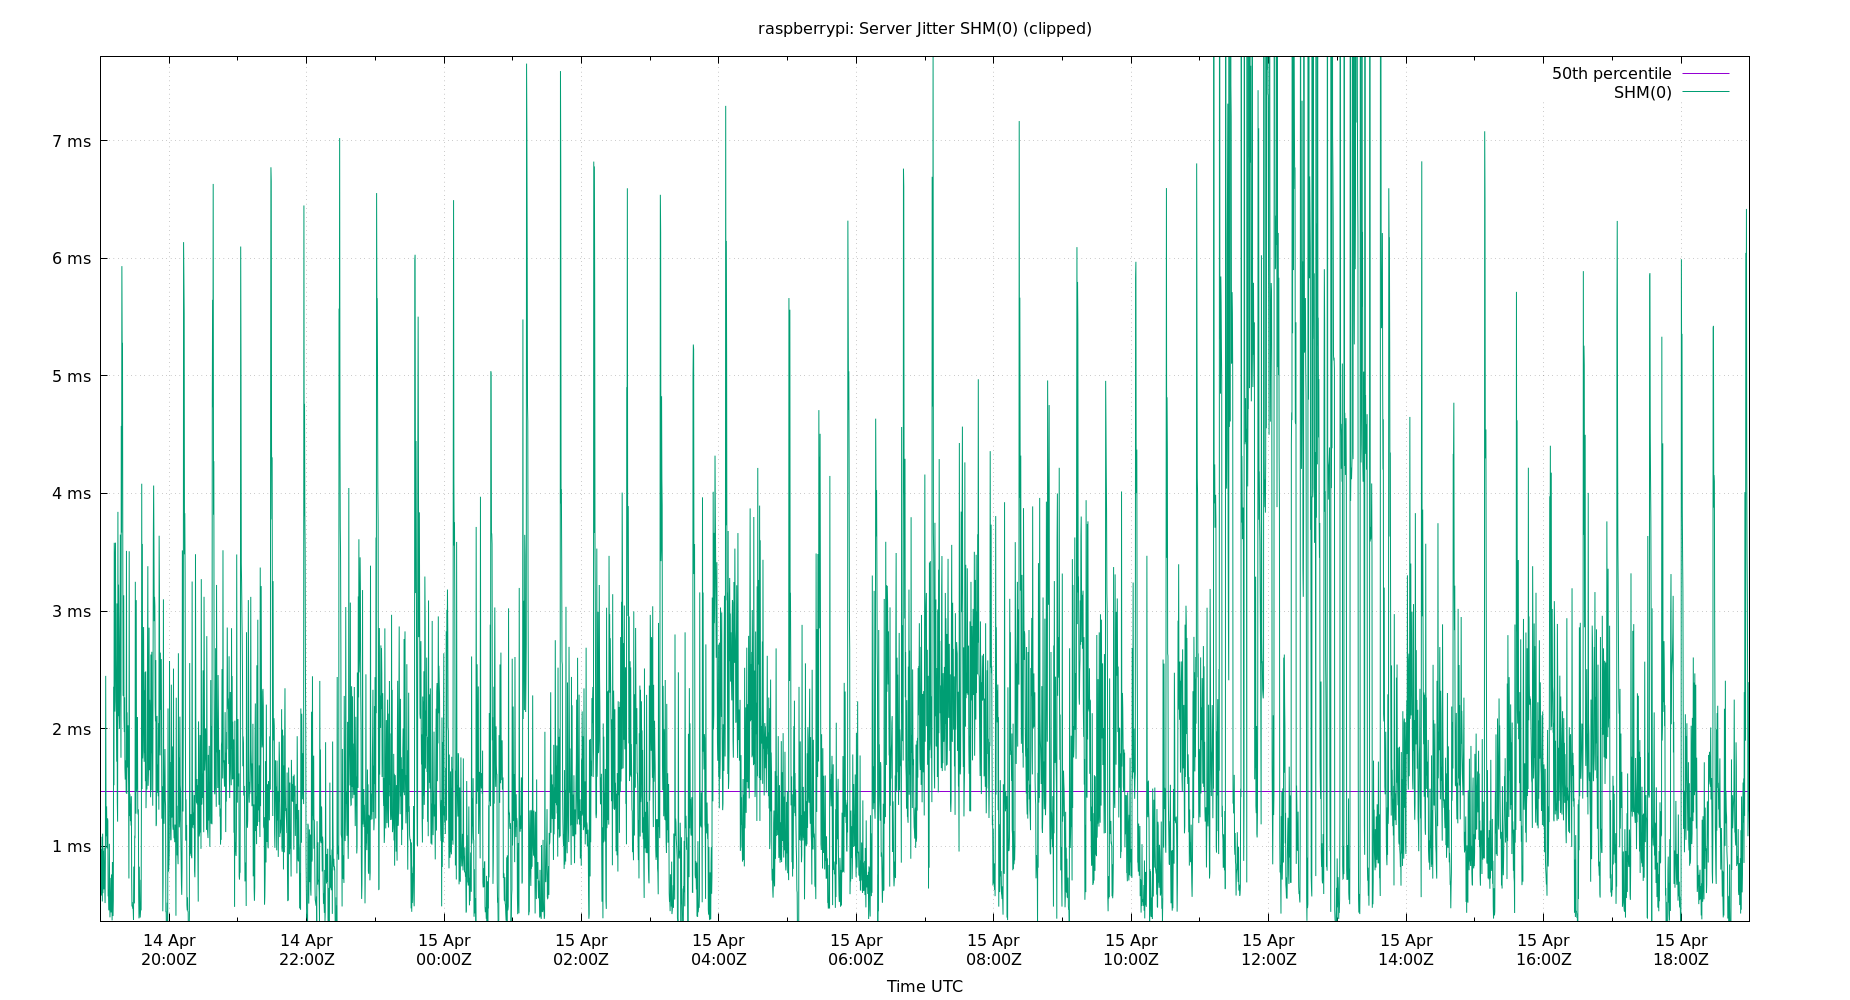 raspberrypi: Server Jitter SHM(0) (clipped)
50th percentile
SHM(0)
7 ms
6 ms
5 ms
4 ms
3 ms
2 ms
1 ms
14 Apr 14 Apr 15 Apr 15 Apr 15 Apr 15 Apr 15 Apr 15 Apr 15 Apr 15 Apr 15 Apr 15 Apr
20:00Z 22:00Z 00:00Z 02:00Z 04:00Z 06:00Z 08:00Z 10:00Z 12:00Z 14:00Z 16:00Z 18:00Z
Time UTC